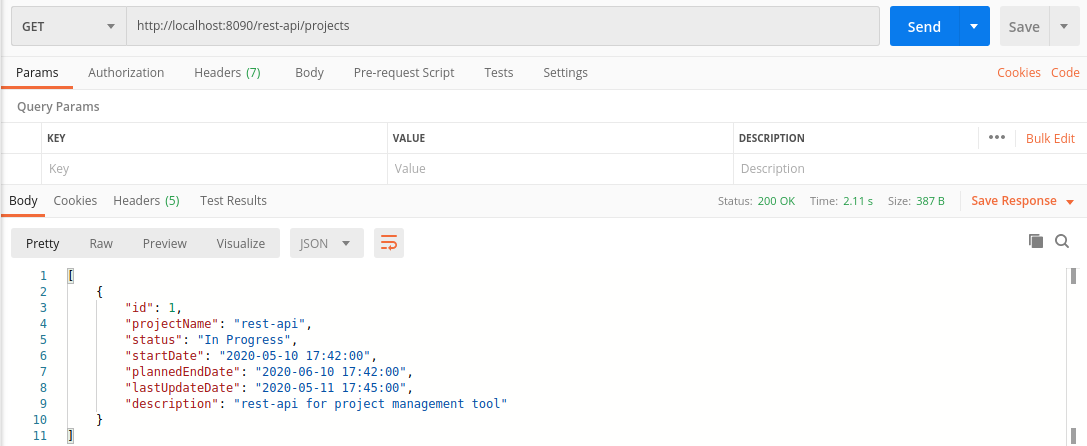 GET http://localhost:8090/rest-api/projects Send Save
Params Authorization Headers (7) Body Pre-request Script Tests Settings Cookies Code
Query Params
KEY VALUE DESCRIPTION ••• Bulk Edit
Key Value Description
Body Cookies Headers (5) Test Results Status: 200 OK Time: 2.11 s Size: 387 B Save Response
Pretty Raw Preview Visualize JSON
1 [
2 {
3 "id": 1,
4 "projectName": "rest-api",
5 "status": "In Progress",
6 "startDate": "2020-05-10 17:42:00",
7 "plannedEndDate": "2020-06-10 17:42:00",
8 "lastUpdateDate": "2020-05-11 17:45:00",
9 "description": "rest-api for project management tool"
10 }
11 ]